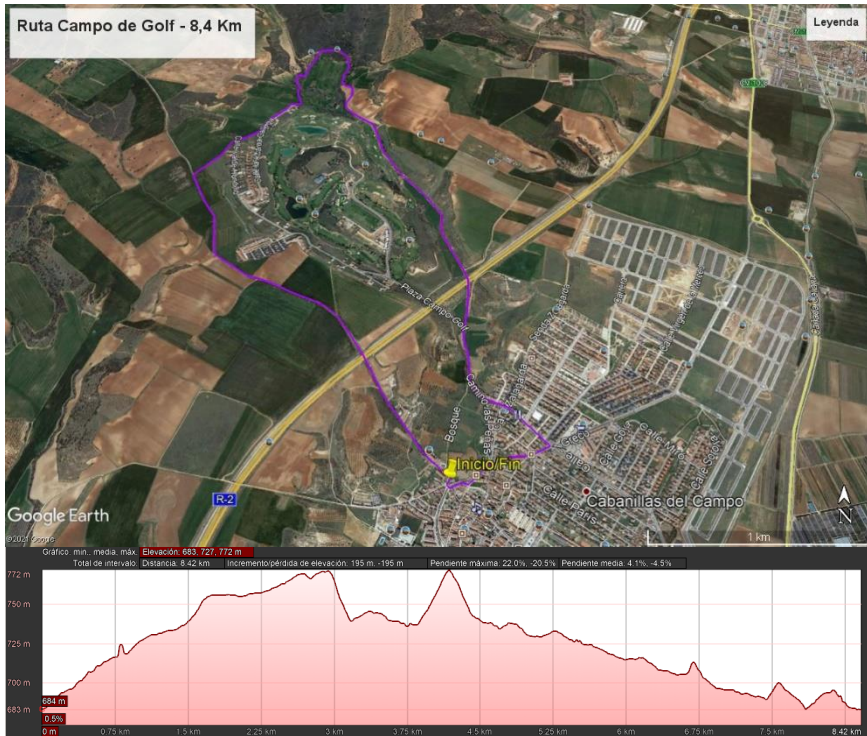 Ruta Campo de Golf - 8,4 Km
Leyenda
Plaza Campo Golf
Bosque
Inicio/Fin
Cabanillas del Campo
Calle París
R-2
Google Earth
©2021 Google
1 km
N
Gráfico: mín., media, máx. Elevación: 683, 727, 772 m
Total de intervalo: Distancia: 8.42 km Incremento/pérdida de elevación: 195 m, -195 m Pendiente máxima: 22.0%, -20.5% Pendiente media: 4.1%, -4.5%
772 m
750 m
725 m
700 m
684 m
683 m
0.5%
0 m
0.75 km
1.5 km
2.25 km
3 km
3.75 km
4.5 km
5.25 km
6 km
6.75 km
7.5 km
8.42 km